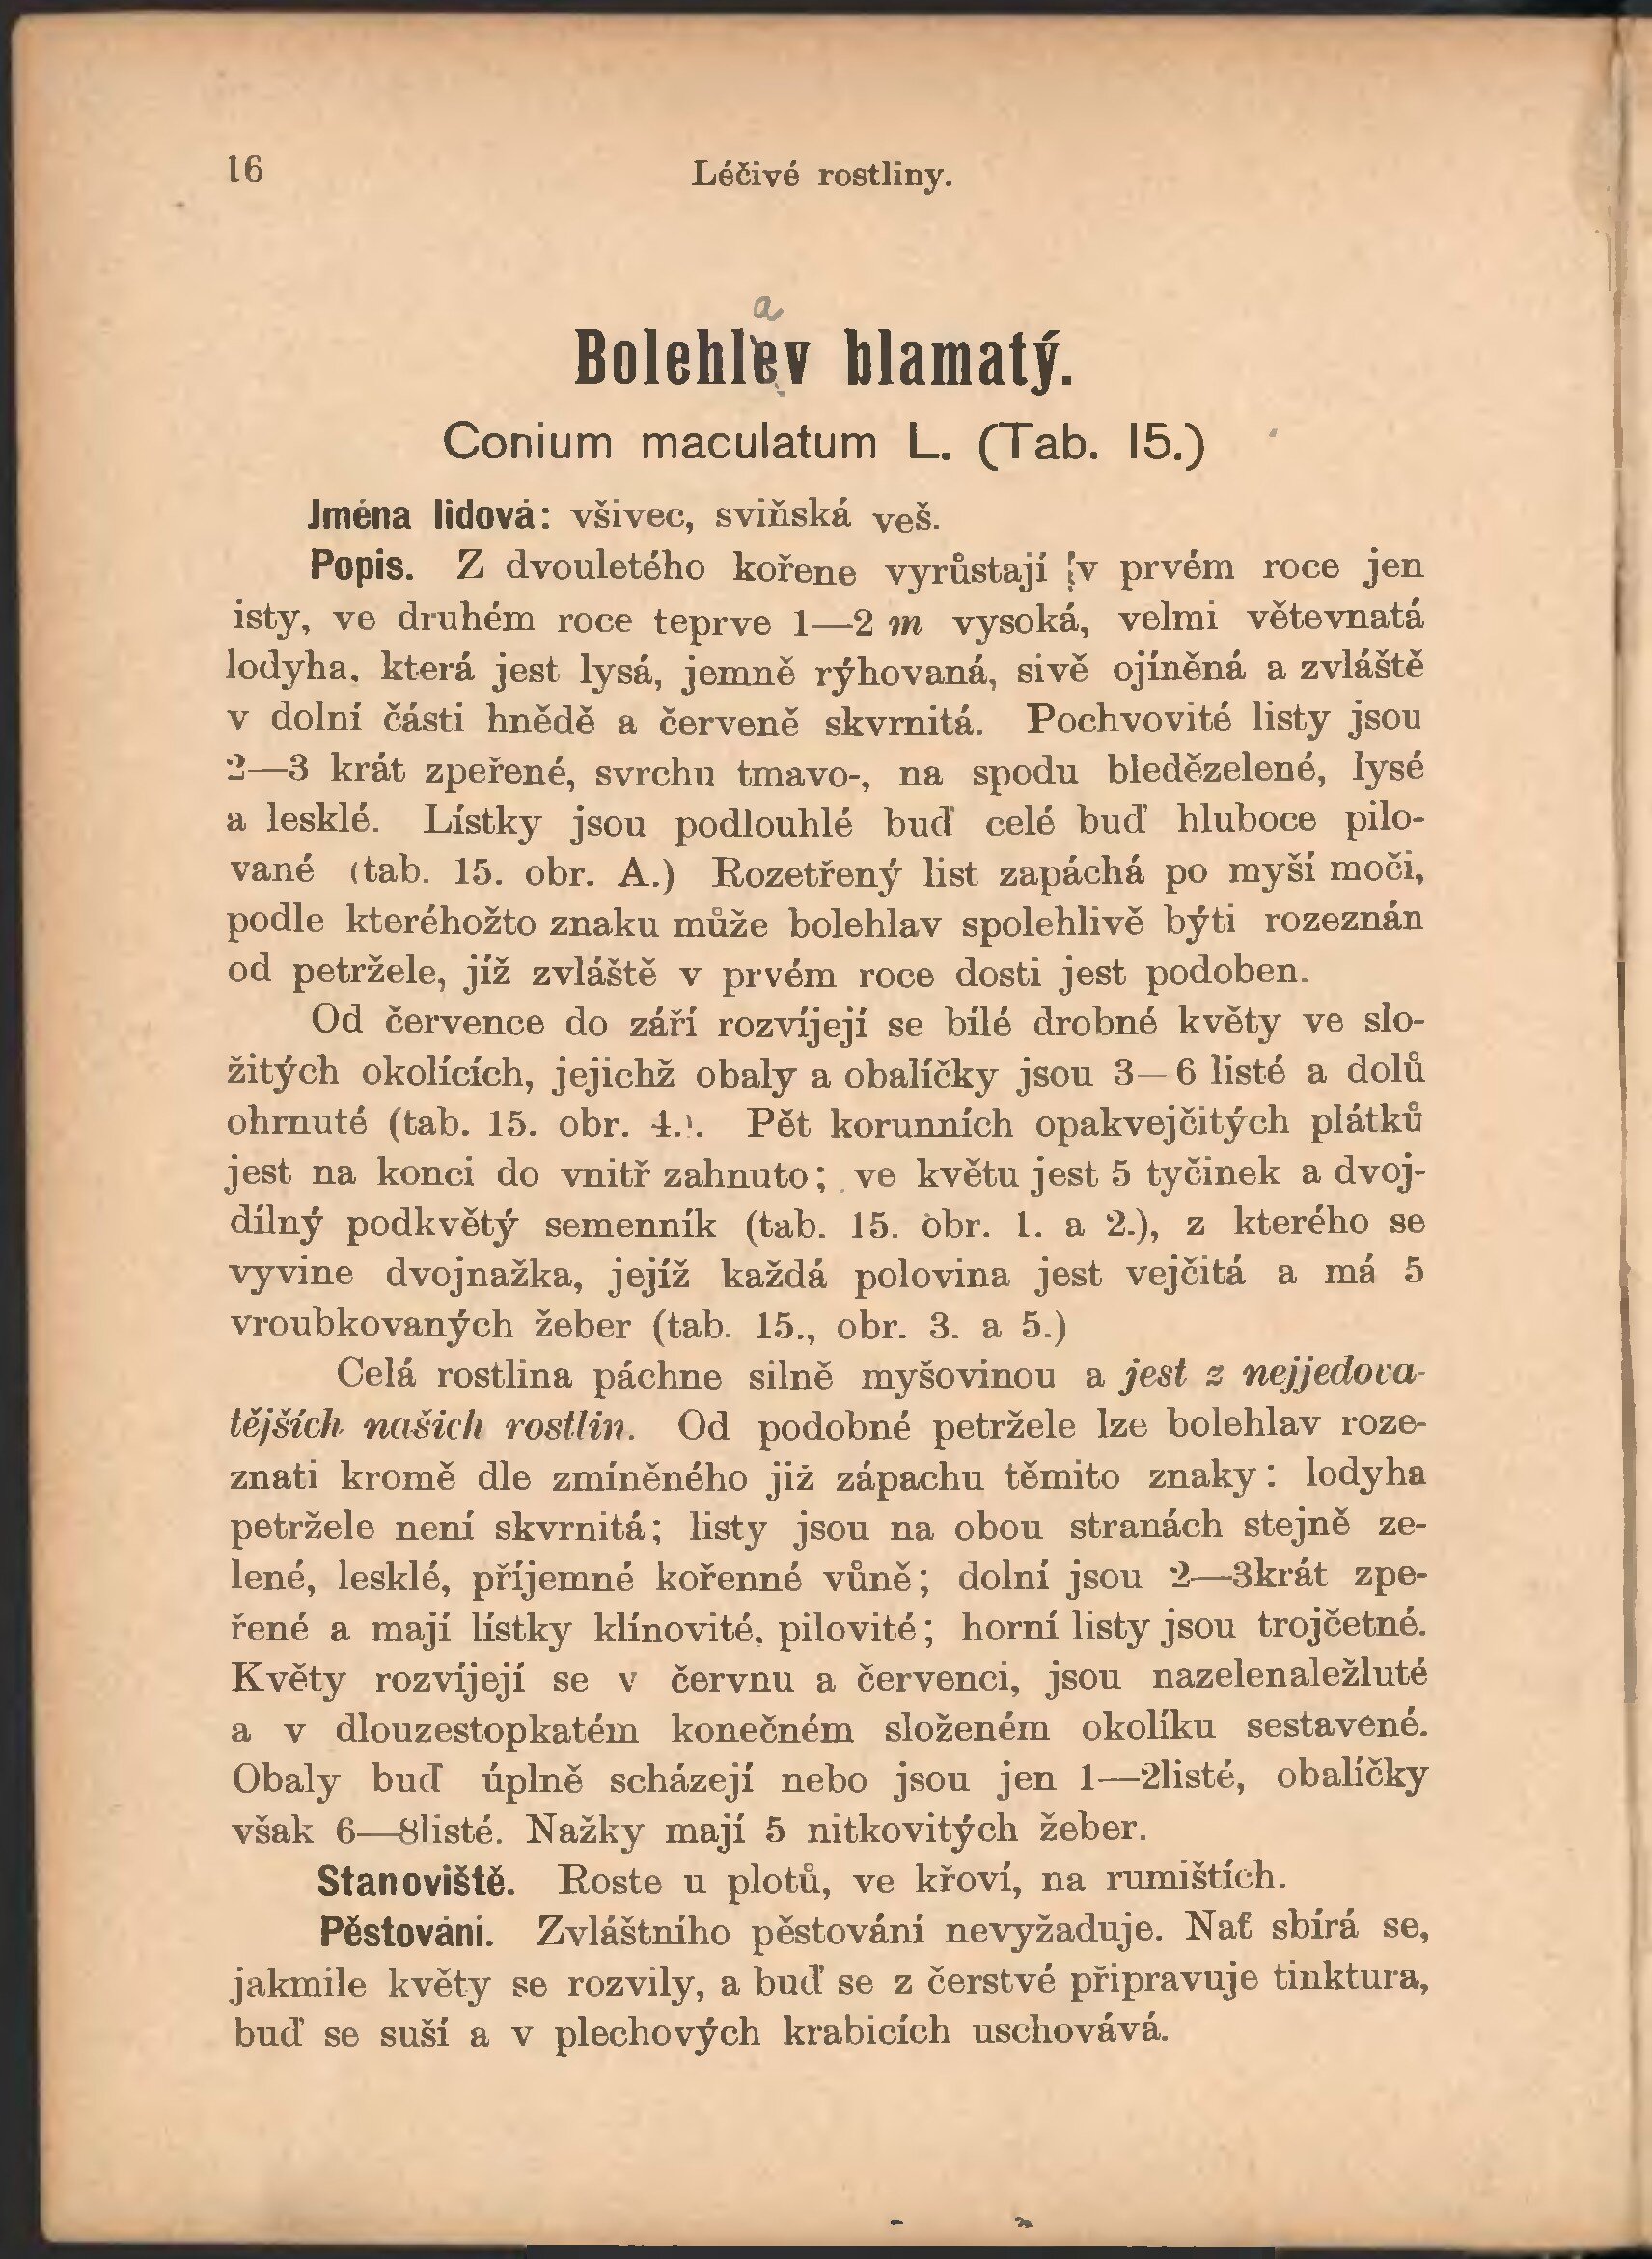 16
Léčivé rostliny.
a
Bolehlev blamatý.
Conium maculatum L. (Tab. 15.)
Jména lidová: všivec, sviňská veš.
Popis. Z dvouletého kořene vyrůstají v prvém roce jen
isty, ve druhém roce teprve 1—2 m vysoká, velmi větevnatá
lodyha, která jest lysá, jemně rýhovaná, sivě ojíněná a zvláště
v dolní části hnědě a červeně skvrnitá. Pochvovité listy jsou
2—3 krát zpeřené, svrchu tmavo-, na spodu bledězelené, lysé
a lesklé. Lístky jsou podlouhlé buď celé buď hluboce pilo-
vané (tab. 15. obr. A.) Rozetřený list zapáchá po myší moči,
podle kteréhožto znaku může bolehlav spolehlivě býti rozeznán
od petržele, jíž zvláště v prvém roce dosti jest podoben.
Od července do září rozvíjejí se bílé drobné květy ve slo-
žitých okolících, jejichž obaly a obalíčky jsou 3—6 listé a dolů
ohrnuté (tab. 15. obr. 4.). Pět korunních opakvejčitých plátků
jest na konci do vnitř zahnuto; ve květu jest 5 tyčinek a dvoj-
dílný podkvětý semenník (tab. 15. obr. 1. a 2.), z kterého se
vyvine dvojnažka, jejíž každá polovina jest vejčitá a má 5
vroubkovaných žeber (tab. 15., obr. 3. a 5.)
Celá rostlina páchne silně myšovinou a jest z nejjedova-
tějších našich rostlin. Od podobné petržele lze bolehlav roze-
znati kromě dle zmíněného již zápachu těmito znaky: lodyha
petržele není skvrnitá; listy jsou na obou stranách stejně ze-
lené, lesklé, příjemné kořenné vůně; dolní jsou 2—3krát zpe-
řené a mají lístky klínovité, pilovité; horní listy jsou trojčetné.
Květy rozvíjejí se v červnu a červenci, jsou nazelenaležluté
a v dlouzestopkatém konečném složeném okolíku sestavené.
Obaly buď úplně scházejí nebo jsou jen 1—2listé, obalíčky
však 6—8listé. Nažky mají 5 nitkovitých žeber.
Stanoviště. Roste u plotů, ve křoví, na rumištích.
Pěstování. Zvláštního pěstování nevyžaduje. Nať sbírá se,
jakmile květy se rozvily, a buď se z čerstvé připravuje tinktura,
buď se suší a v plechových krabicích uschovává.